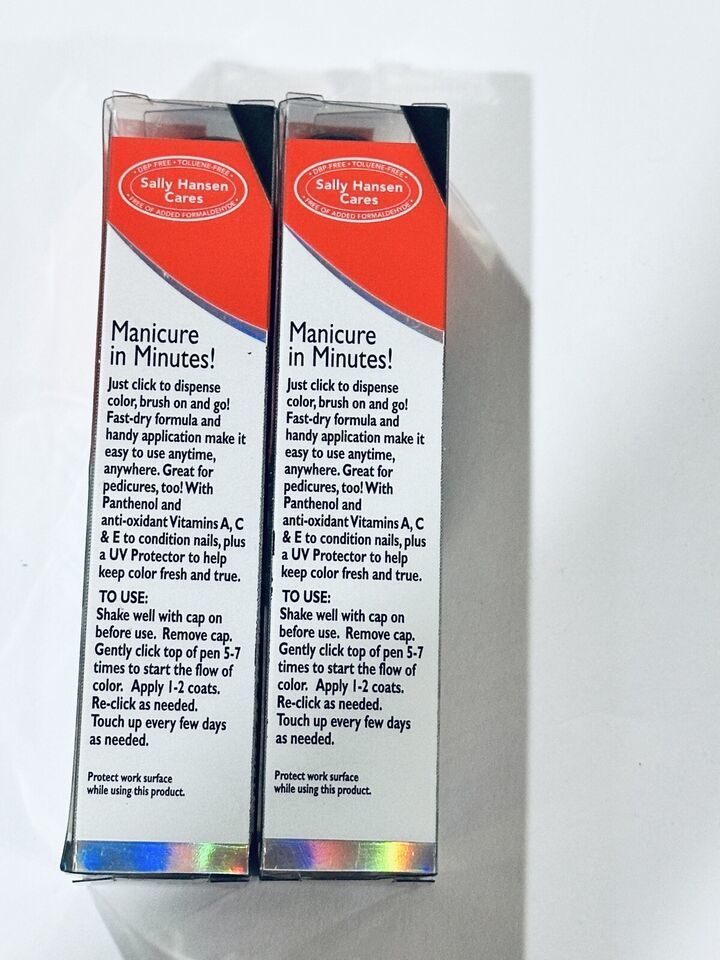 • DBP-FREE • TOLUENE-FREE •
Sally Hansen
Cares
FREE OF ADDED FORMALDEHYDE
Manicure
in Minutes!
Just click to dispense
color, brush on and go!
Fast-dry formula and
handy application make it
easy to use anytime,
anywhere. Great for
pedicures, too! With
Panthenol and
anti-oxidant Vitamins A, C
& E to condition nails, plus
a UV Protector to help
keep color fresh and true.
TO USE:
Shake well with cap on
before use. Remove cap.
Gently click top of pen 5-7
times to start the flow of
color. Apply 1-2 coats.
Re-click as needed.
Touch up every few days
as needed.
Protect work surface
while using this product.
• DBP-FREE • TOLUENE-FREE •
Sally Hansen
Cares
FREE OF ADDED FORMALDEHYDE
Manicure
in Minutes!
Just click to dispense
color, brush on and go!
Fast-dry formula and
handy application make it
easy to use anytime,
anywhere. Great for
pedicures, too! With
Panthenol and
anti-oxidant Vitamins A, C
& E to condition nails, plus
a UV Protector to help
keep color fresh and true.
TO USE:
Shake well with cap on
before use. Remove cap.
Gently click top of pen 5-7
times to start the flow of
color. Apply 1-2 coats.
Re-click as needed.
Touch up every few days
as needed.
Protect work surface
while using this product.